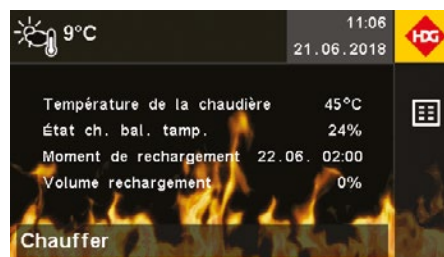 9°C
11:06
21.06.2018
HDG
Température de la chaudière 45°C
État ch. bal. tamp. 24%
Moment de rechargement 22.06. 02:00
Volume rechargement 0%
Chauffer